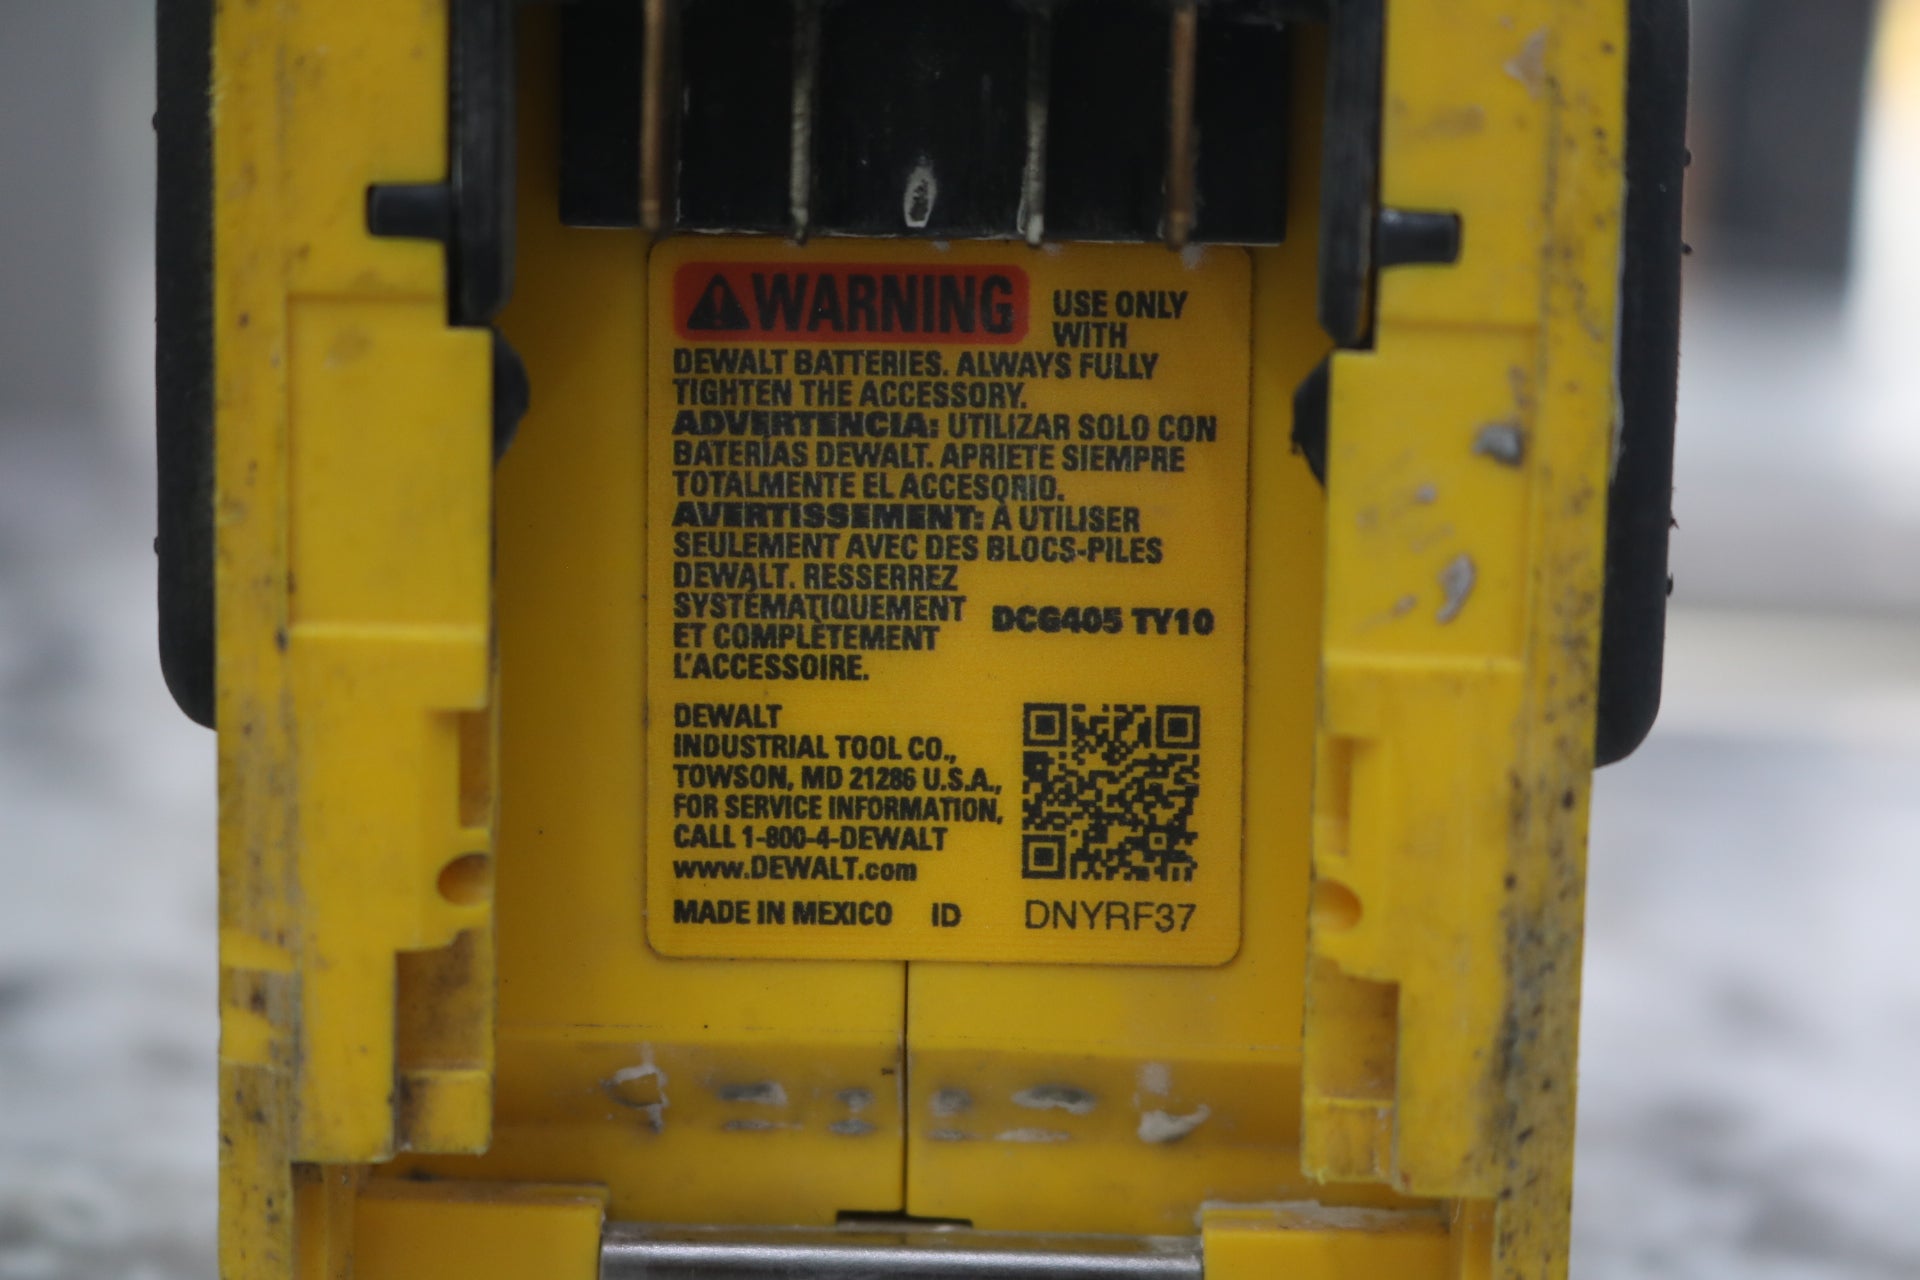 WARNING USE ONLY
WITH
DEWALT BATTERIES. ALWAYS FULLY
TIGHTEN THE ACCESSORY.
ADVERTENCIA: UTILIZAR SOLO CON
BATERÍAS DEWALT. APRIETE SIEMPRE
TOTALMENTE EL ACCESORIO.
AVERTISSEMENT: À UTILISER
SEULEMENT AVEC DES BLOCS-PILES
DEWALT. RESSERREZ
SYSTÉMATIQUEMENT
ET COMPLÈTEMENT
L'ACCESSOIRE.
DCG405 TY10
DEWALT
INDUSTRIAL TOOL CO.,
TOWSON, MD 21286 U.S.A.,
FOR SERVICE INFORMATION,
CALL 1-800-4-DEWALT
www.DEWALT.com
MADE IN MEXICO ID DNYRF37